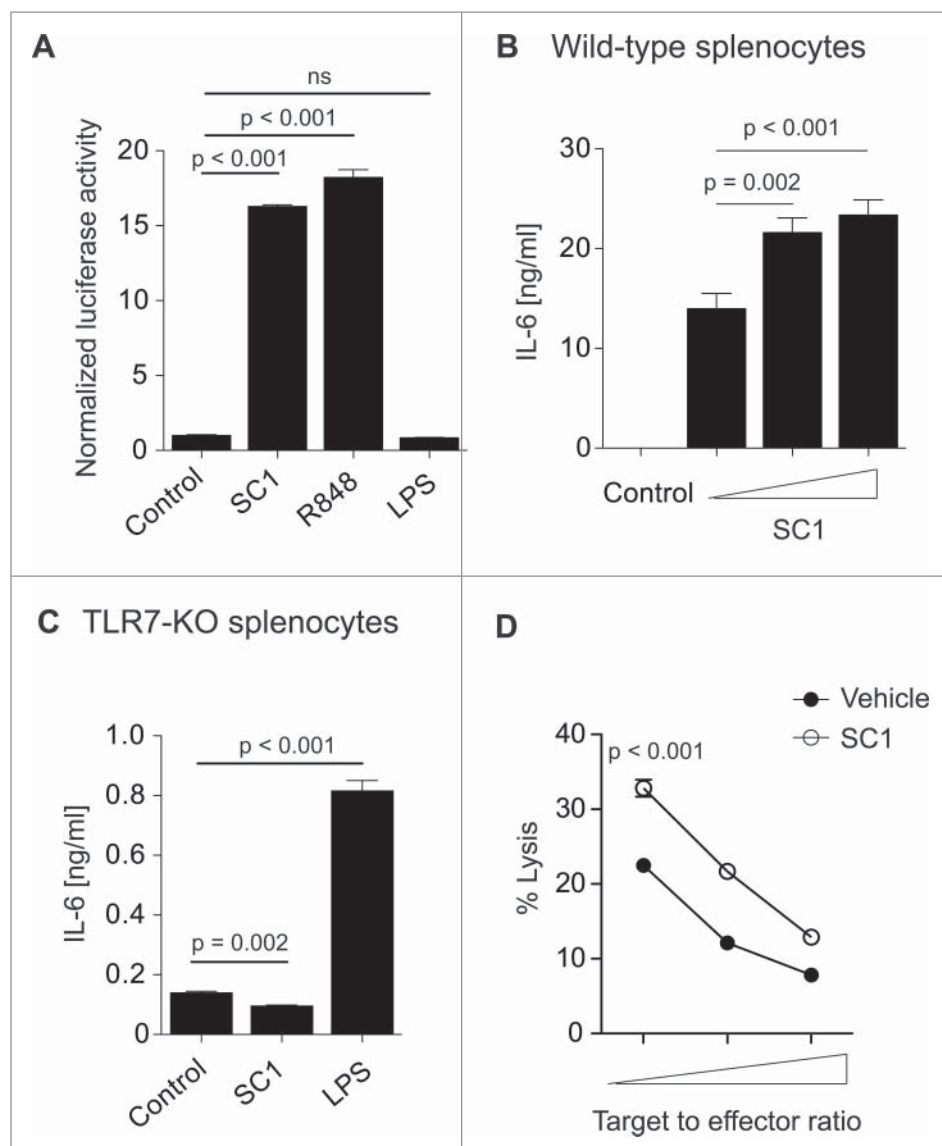 A
ns
p < 0.001
p < 0.001
Normalized luciferase activity
20
15
10
5
0
Control
SC1
R848
LPS
B Wild-type splenocytes
p < 0.001
p = 0.002
IL-6 [ng/ml]
30
20
10
0
Control
SC1
C TLR7-KO splenocytes
p < 0.001
p = 0.002
IL-6 [ng/ml]
1.0
0.8
0.6
0.4
0.2
0
Control
SC1
LPS
D
Vehicle
SC1
p < 0.001
% Lysis
40
30
20
10
0
Target to effector ratio